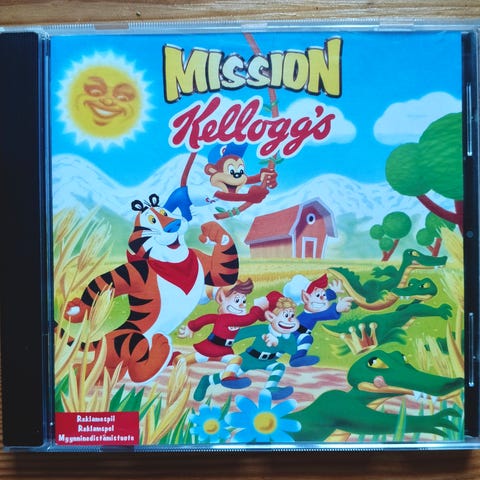 MISSION
Kellogg's
Reklamespil
Reklamspel
Myynninedistämistuote